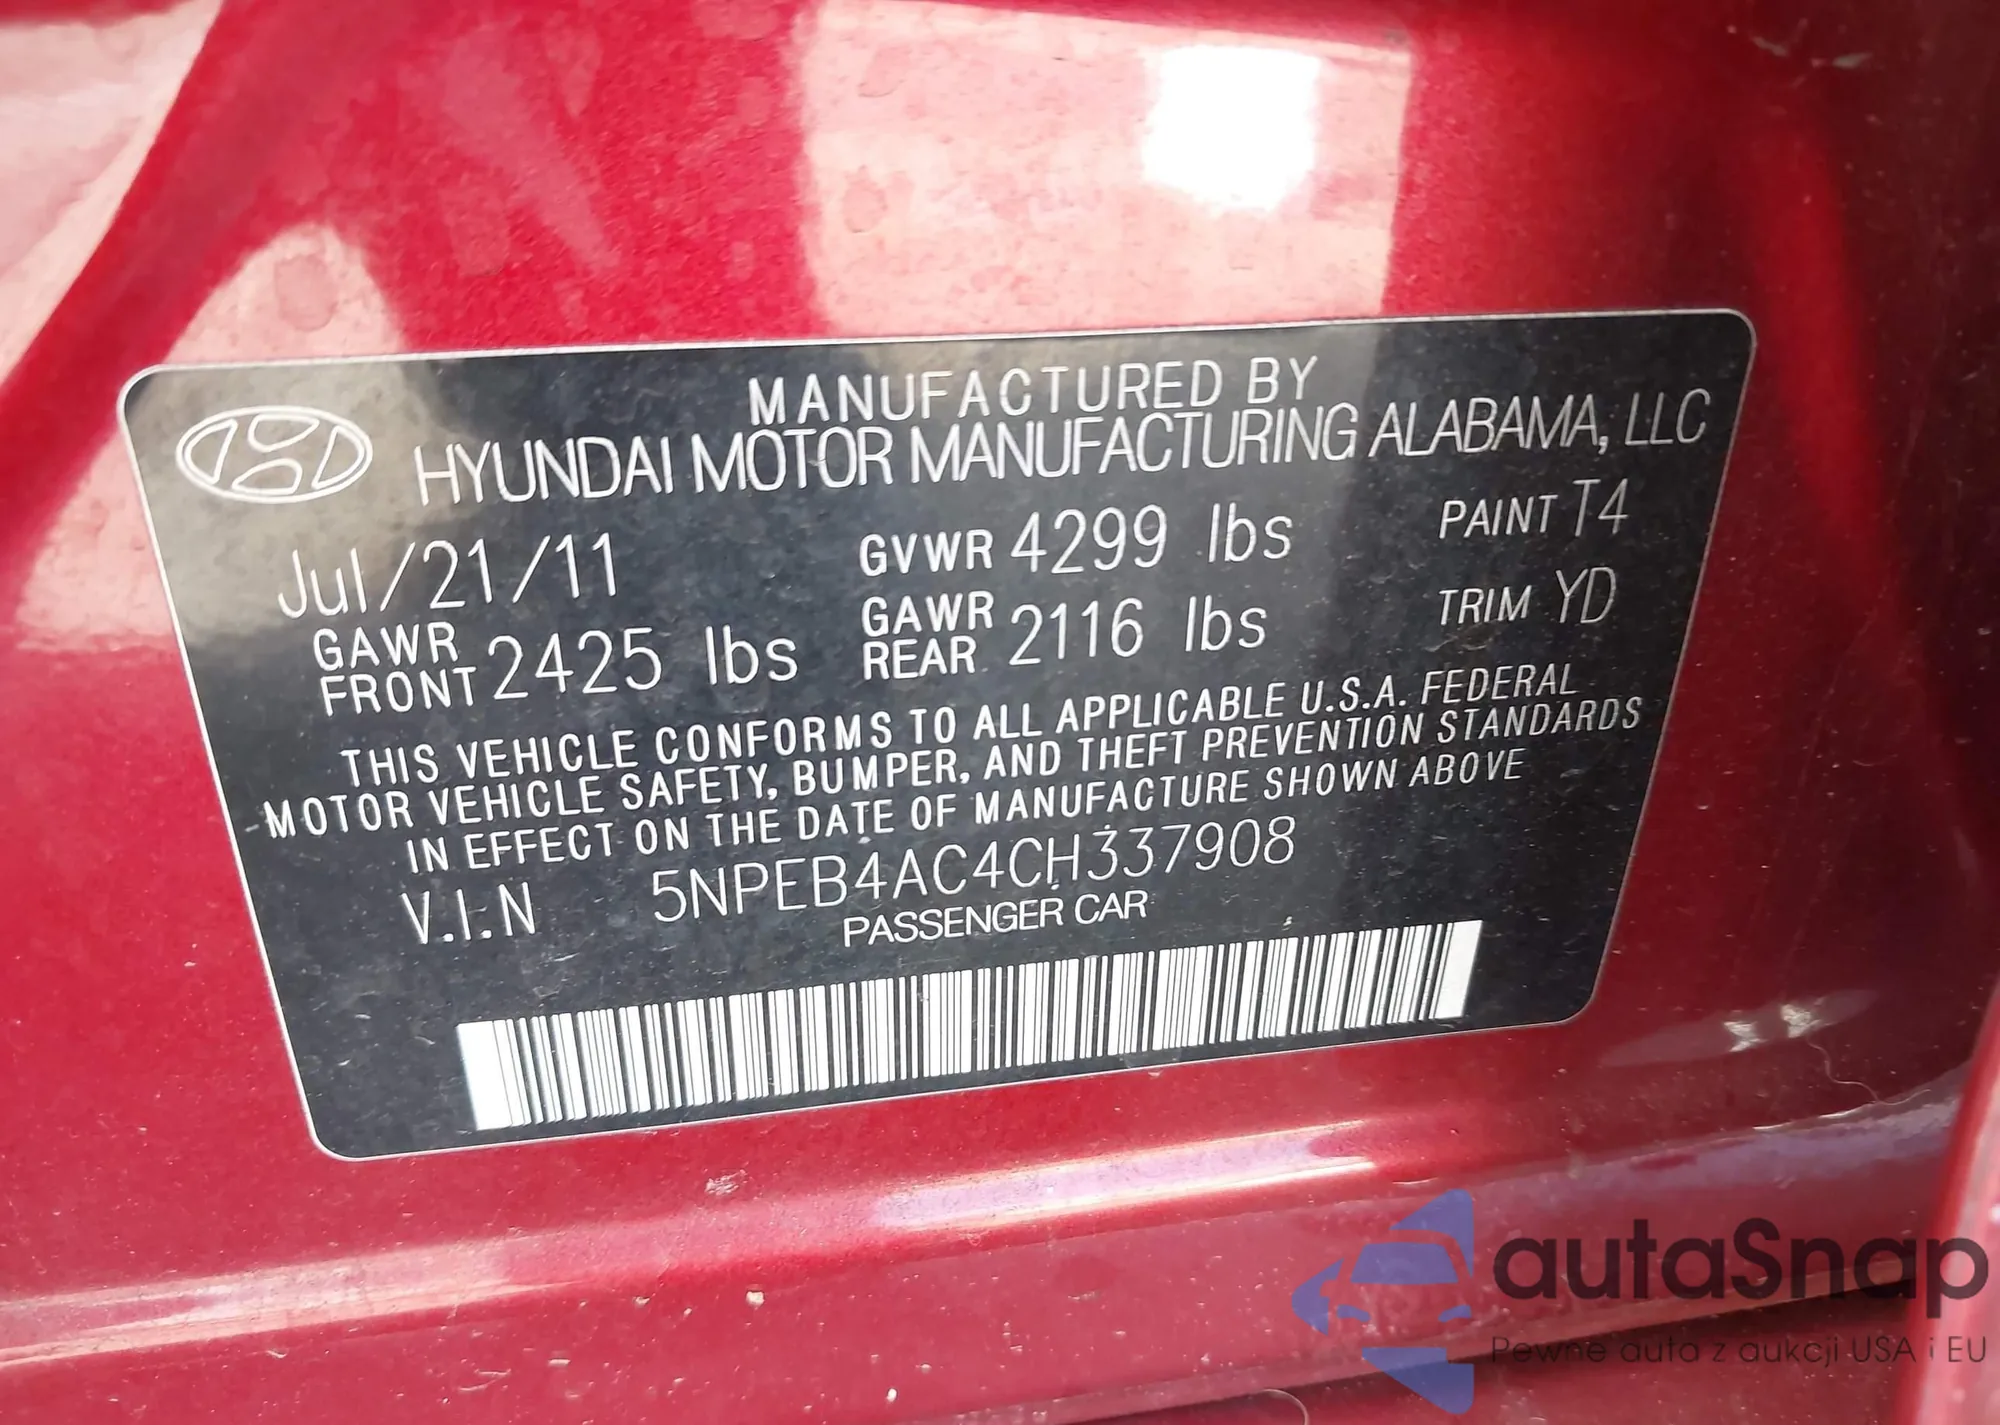 MANUFACTURED BY
HYUNDAI MOTOR MANUFACTURING ALABAMA, LLC
Jul/21/11 GVWR 4299 lbs PAINT T4
GAWR FRONT 2425 lbs GAWR REAR 2116 lbs TRIM YD
THIS VEHICLE CONFORMS TO ALL APPLICABLE U.S.A. FEDERAL
MOTOR VEHICLE SAFETY, BUMPER, AND THEFT PREVENTION STANDARDS
IN EFFECT ON THE DATE OF MANUFACTURE SHOWN ABOVE
V.I.N 5NPEB4AC4CH337908
PASSENGER CAR
autaSnap
Pewne auta z aukcji USA i EU